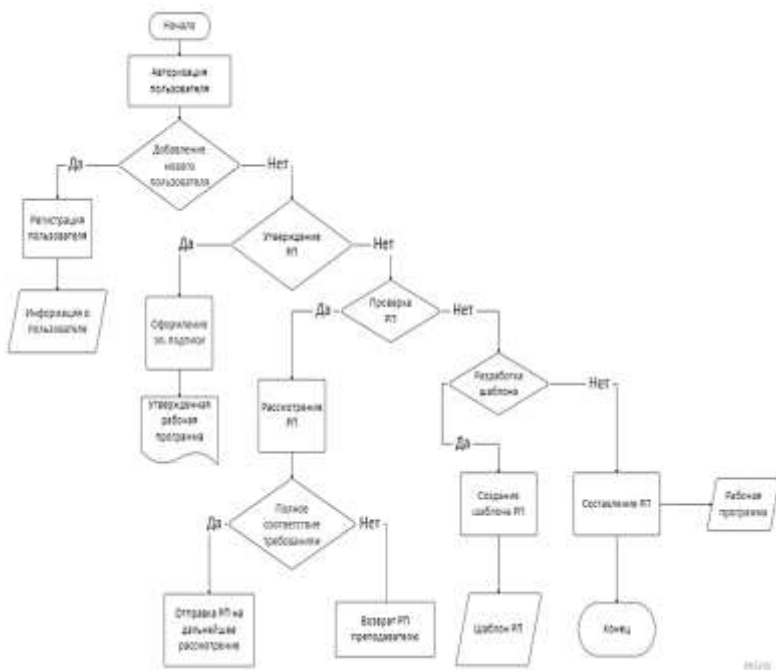 Начало
Авторизация
пользователя
Добавление
нового
пользователя
Да
Нет
Регистрация
пользователя
Информация о
пользователе
Утверждение
РП
Да
Нет
Оформление
эл. подписи
Утвержденная
рабочая
программа
Проверка
РП
Да
Нет
Рассмотрение
РП
Разработка
шаблона
Да
Нет
Полное
соответствие
требованиям
Да
Нет
Создание
шаблона РП
Составление РП
Рабочая
программа
Отправка РП на
дальнейшее
рассмотрение
Возврат РП
преподавателю
Шаблон РП
Конец
miro